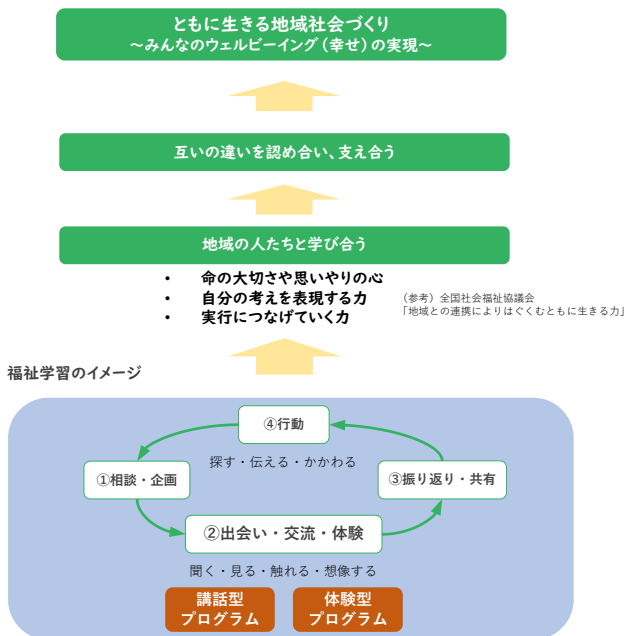 ともに生きる地域社会づくり
～みんなのウェルビーイング（幸せ）の実現～
互いの違いを認め合い、支え合う
地域の人たちと学び合う
・ 命の大切さや思いやりの心
・ 自分の考えを表現する力
・ 実行につなげていく力
（参考）全国社会福祉協議会
「地域との連携によりはぐくむともに生きる力」
福祉学習のイメージ
④行動
探す・伝える・かかわる
①相談・企画
③振り返り・共有
②出会い・交流・体験
聞く・見る・触れる・想像する
講話型
プログラム
体験型
プログラム